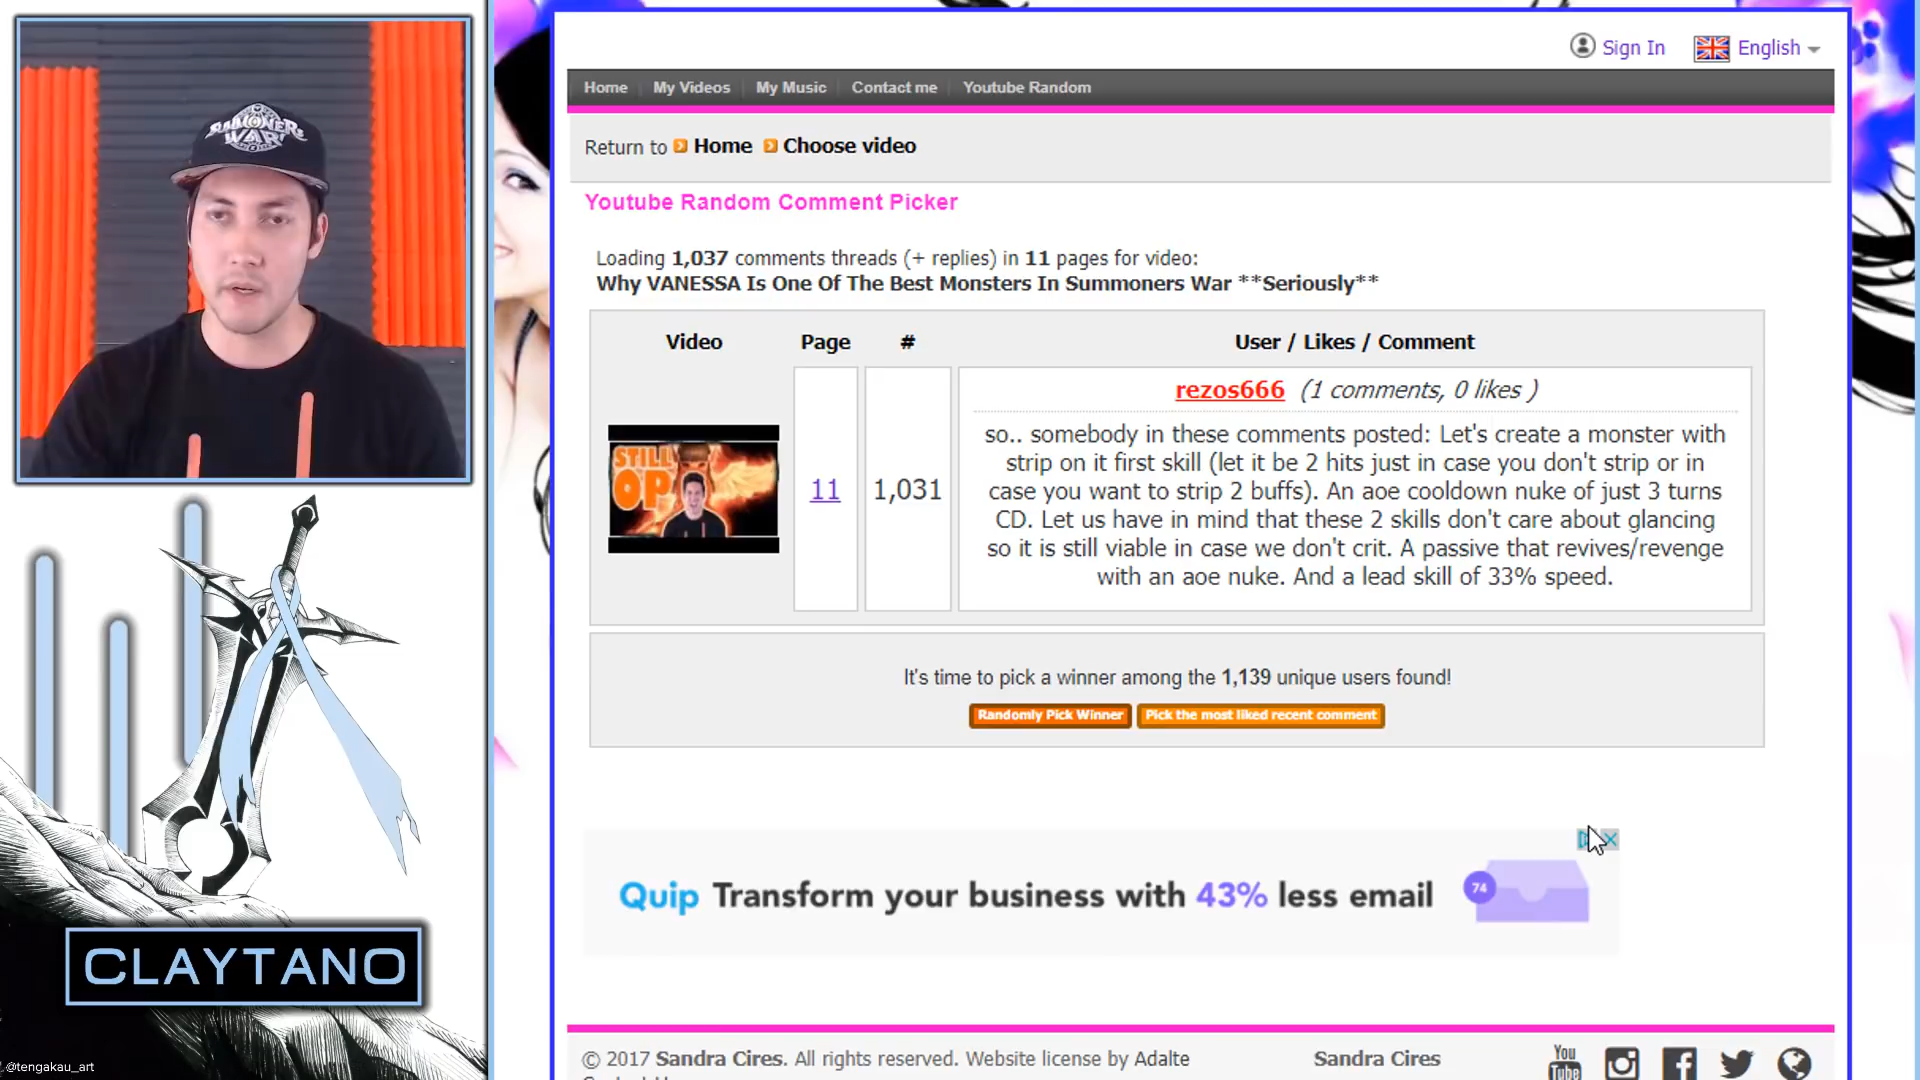 SUMMONERS
WAR
CLAYTANO
@tengakau_art
Sign In
English
Home
My Videos
My Music
Contact me
Youtube Random
Return to Home Choose video
Youtube Random Comment Picker
Loading 1,037 comments threads (+ replies) in 11 pages for video:
Why VANESSA Is One Of The Best Monsters In Summoners War **Seriously**
Video
Page
#
User / Likes / Comment
STILL
OP
11
1,031
rezos666 (1 comments, 0 likes )
so.. somebody in these comments posted: Let's create a monster with
strip on it first skill (let it be 2 hits just in case you don't strip or in
case you want to strip 2 buffs). An aoe cooldown nuke of just 3 turns
CD. Let us have in mind that these 2 skills don't care about glancing
so it is still viable in case we don't crit. A passive that revives/revenge
with an aoe nuke. And a lead skill of 33% speed.
It's time to pick a winner among the 1,139 unique users found!
Randomly Pick Winner
Pick the most liked recent comment
Quip Transform your business with 43% less email
74
© 2017 Sandra Cires. All rights reserved. Website license by Adalte
Sandra Cires
You
Tube